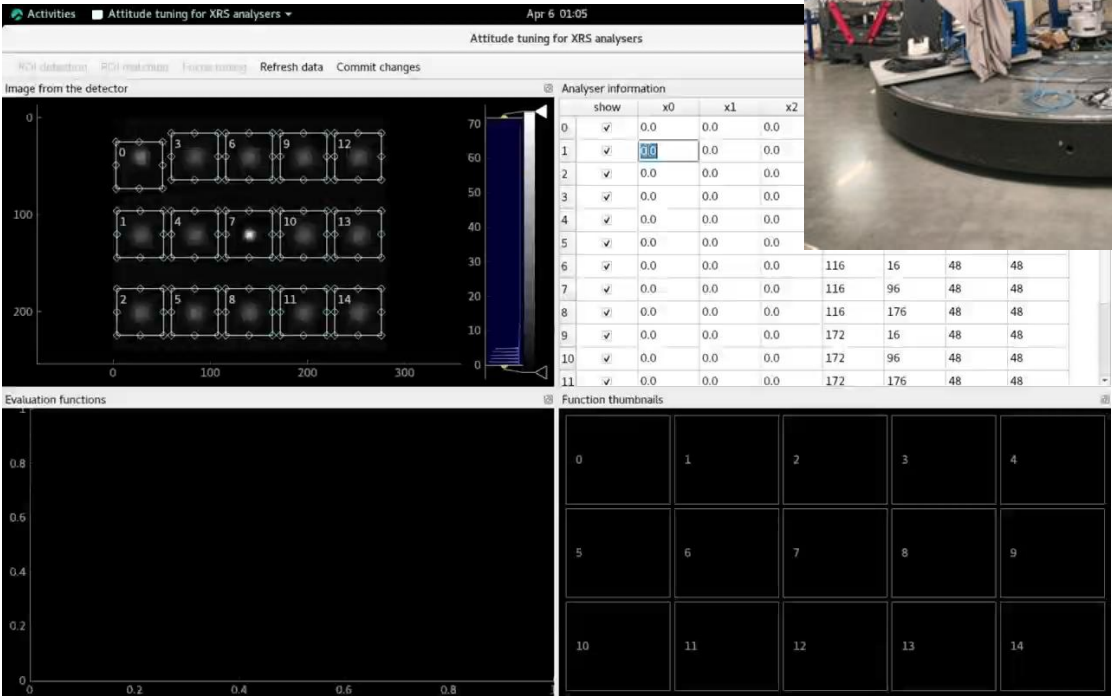 Activities Attitude tuning for XRS analysers Apr 6 01:05
Attitude tuning for XRS analysers
ROI detection ROI matching Focus tuning Refresh data Commit changes
Image from the detector
0
100
200
0 100 200 300
0 3 6 9 12
1 4 7 10 13
2 5 8 11 14
70
60
50
40
30
20
10
0
Analyser information
show x0 x1 x2
0 0.0 0.0 0.0
1 0.0 0.0 0.0
2 0.0 0.0 0.0
3 0.0 0.0 0.0
4 0.0 0.0 0.0
5 0.0 0.0 0.0
6 0.0 0.0 0.0 116 16 48 48
7 0.0 0.0 0.0 116 96 48 48
8 0.0 0.0 0.0 116 176 48 48
9 0.0 0.0 0.0 172 16 48 48
10 0.0 0.0 0.0 172 96 48 48
11 0.0 0.0 0.0 172 176 48 48
Evaluation functions
1
0.8
0.6
0.4
0.2
0
0 0.2 0.4 0.6 0.8 1
Function thumbnails
0 1 2 3 4
5 6 7 8 9
10 11 12 13 14